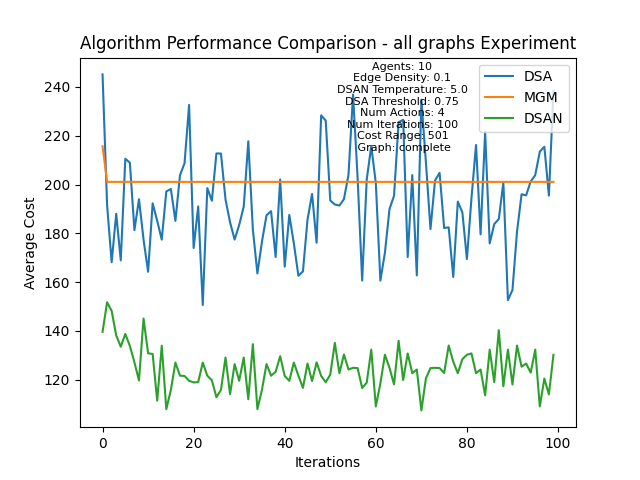 Algorithm Performance Comparison - all graphs Experiment
Agents: 10
Edge Density: 0.1
DSAN Temperature: 5.0
DSA Threshold: 0.75
Num Actions: 4
Num Iterations: 100
Cost Range: 501
Graph: complete
DSA
MGM
DSAN
Average Cost
240
220
200
180
160
140
120
0
20
40
60
80
100
Iterations